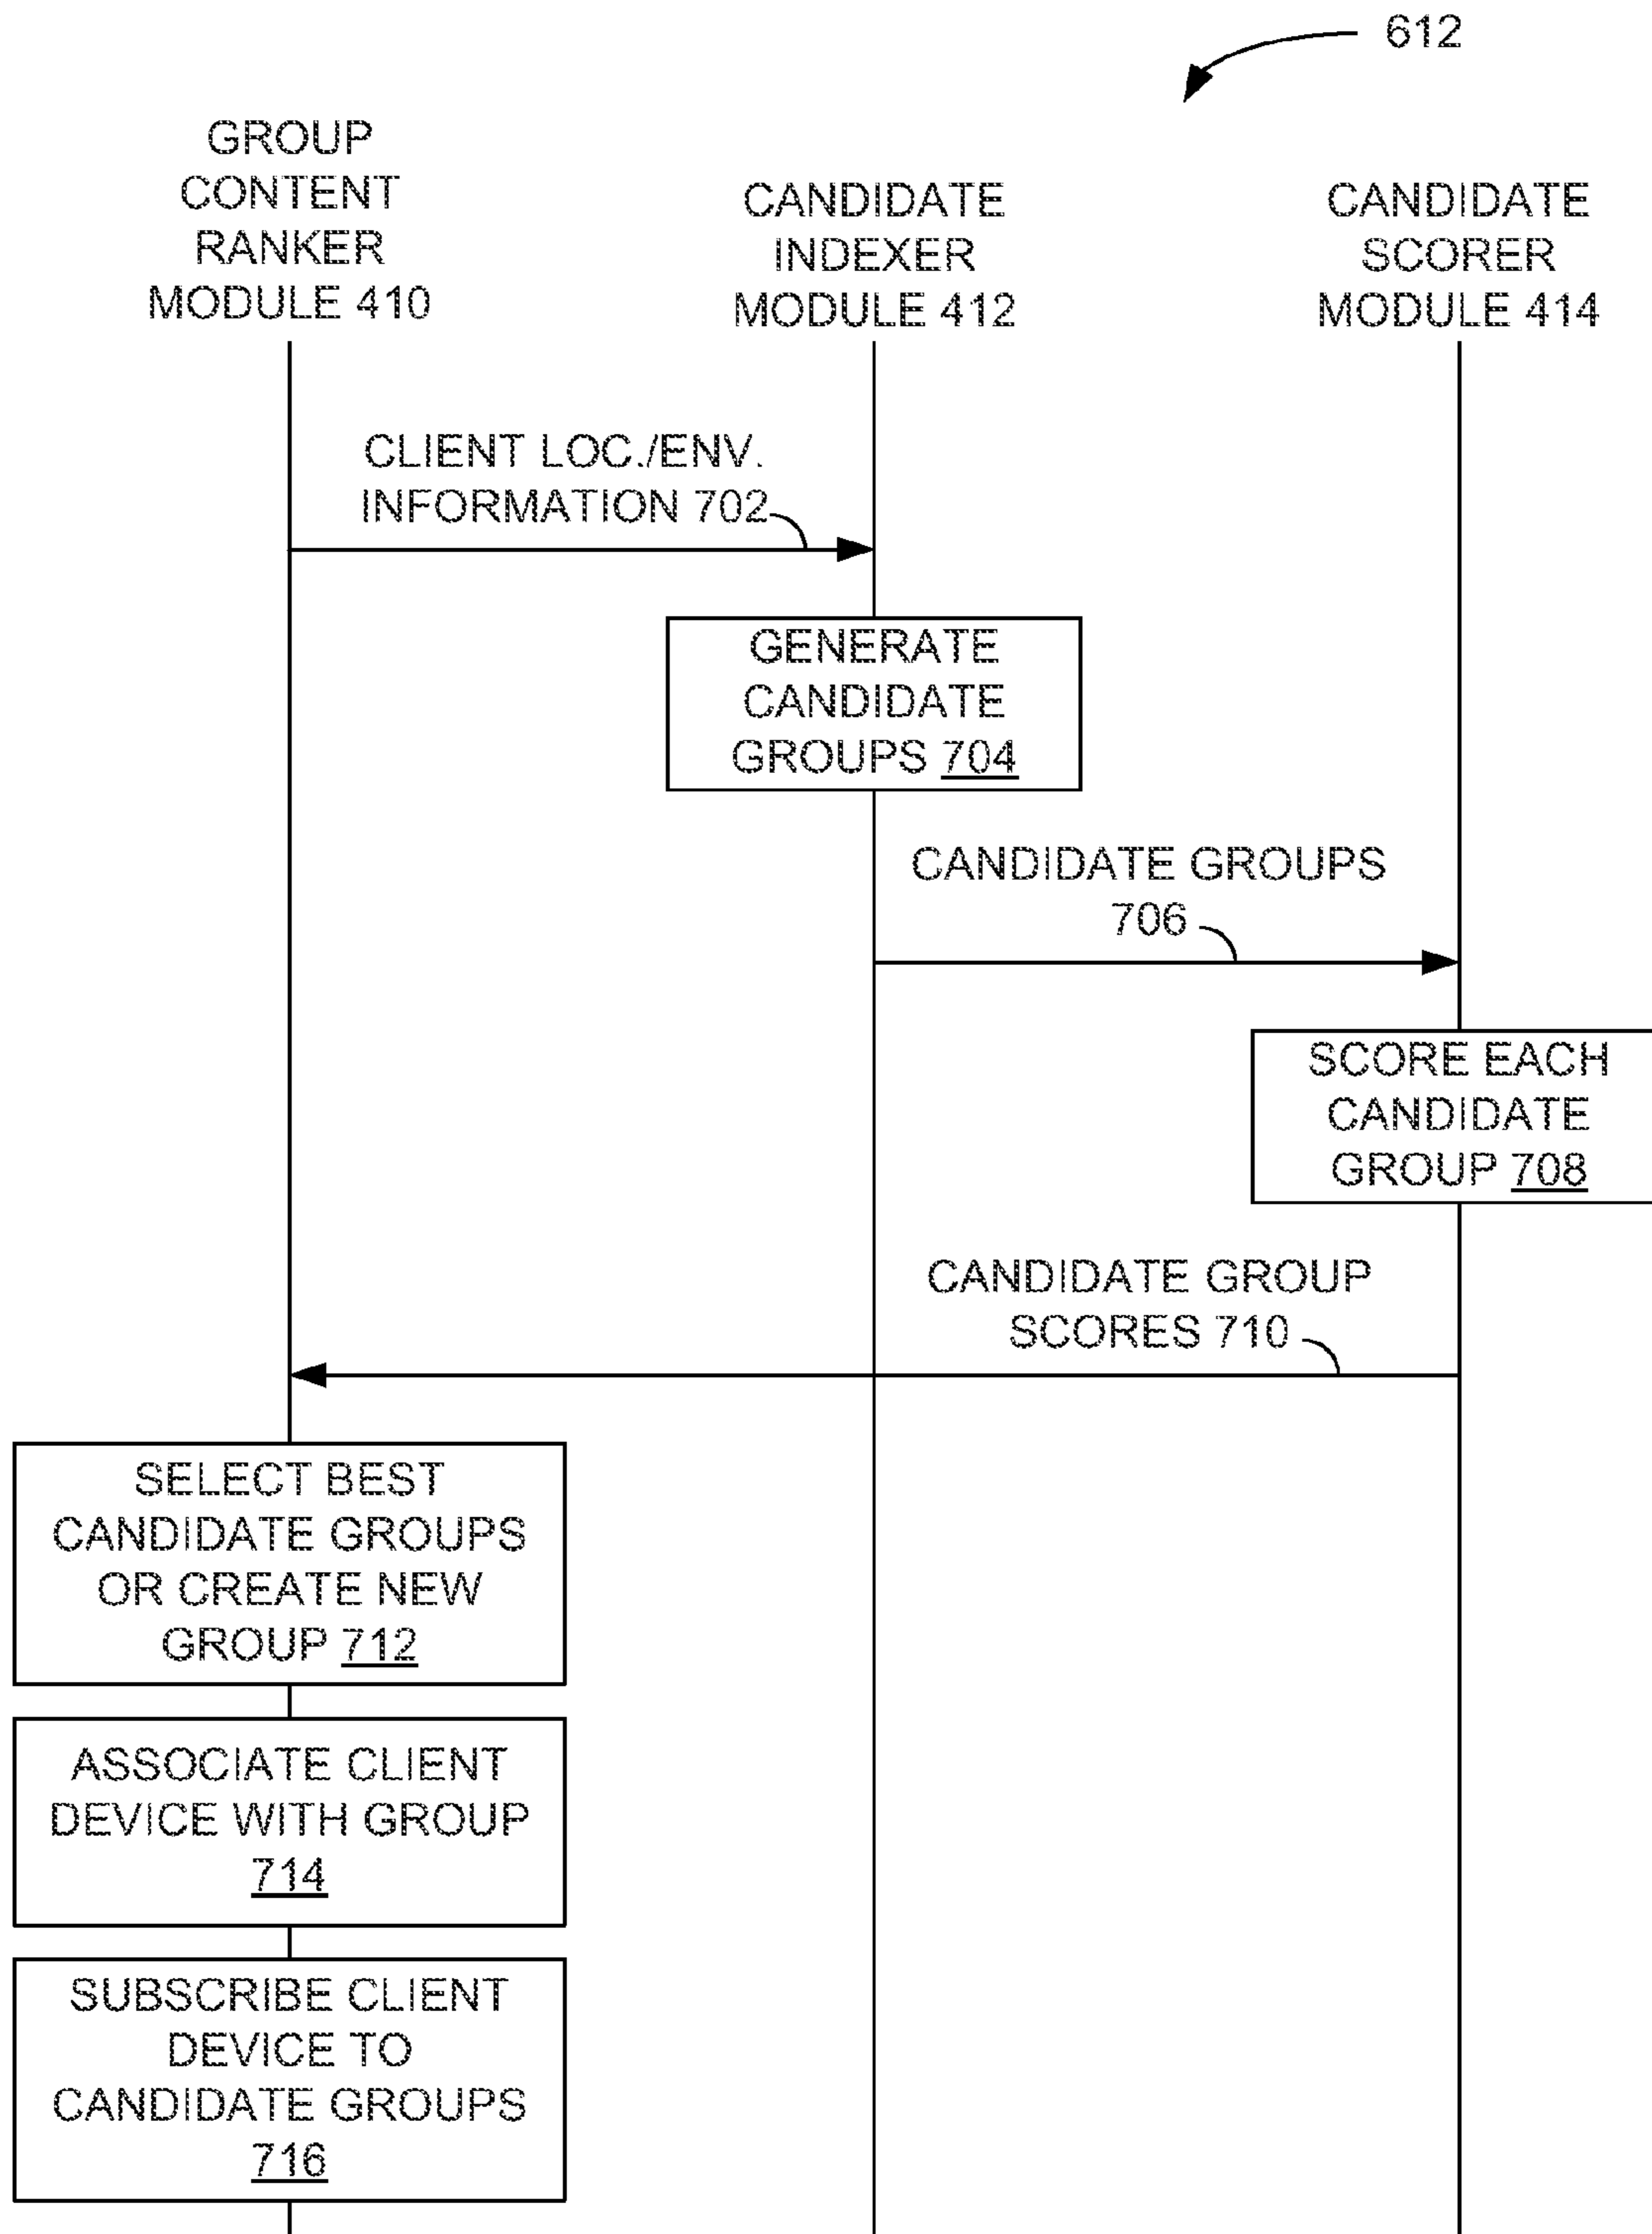 612
GROUP
CONTENT
RANKER
MODULE 410
CANDIDATE
INDEXER
MODULE 412
CANDIDATE
SCORER
MODULE 414
CLIENT LOC./ENV.
INFORMATION 702
GENERATE
CANDIDATE
GROUPS 704
CANDIDATE GROUPS
706
SCORE EACH
CANDIDATE
GROUP 708
CANDIDATE GROUP
SCORES 710
SELECT BEST
CANDIDATE GROUPS
OR CREATE NEW
GROUP 712
ASSOCIATE CLIENT
DEVICE WITH GROUP
714
SUBSCRIBE CLIENT
DEVICE TO
CANDIDATE GROUPS
716